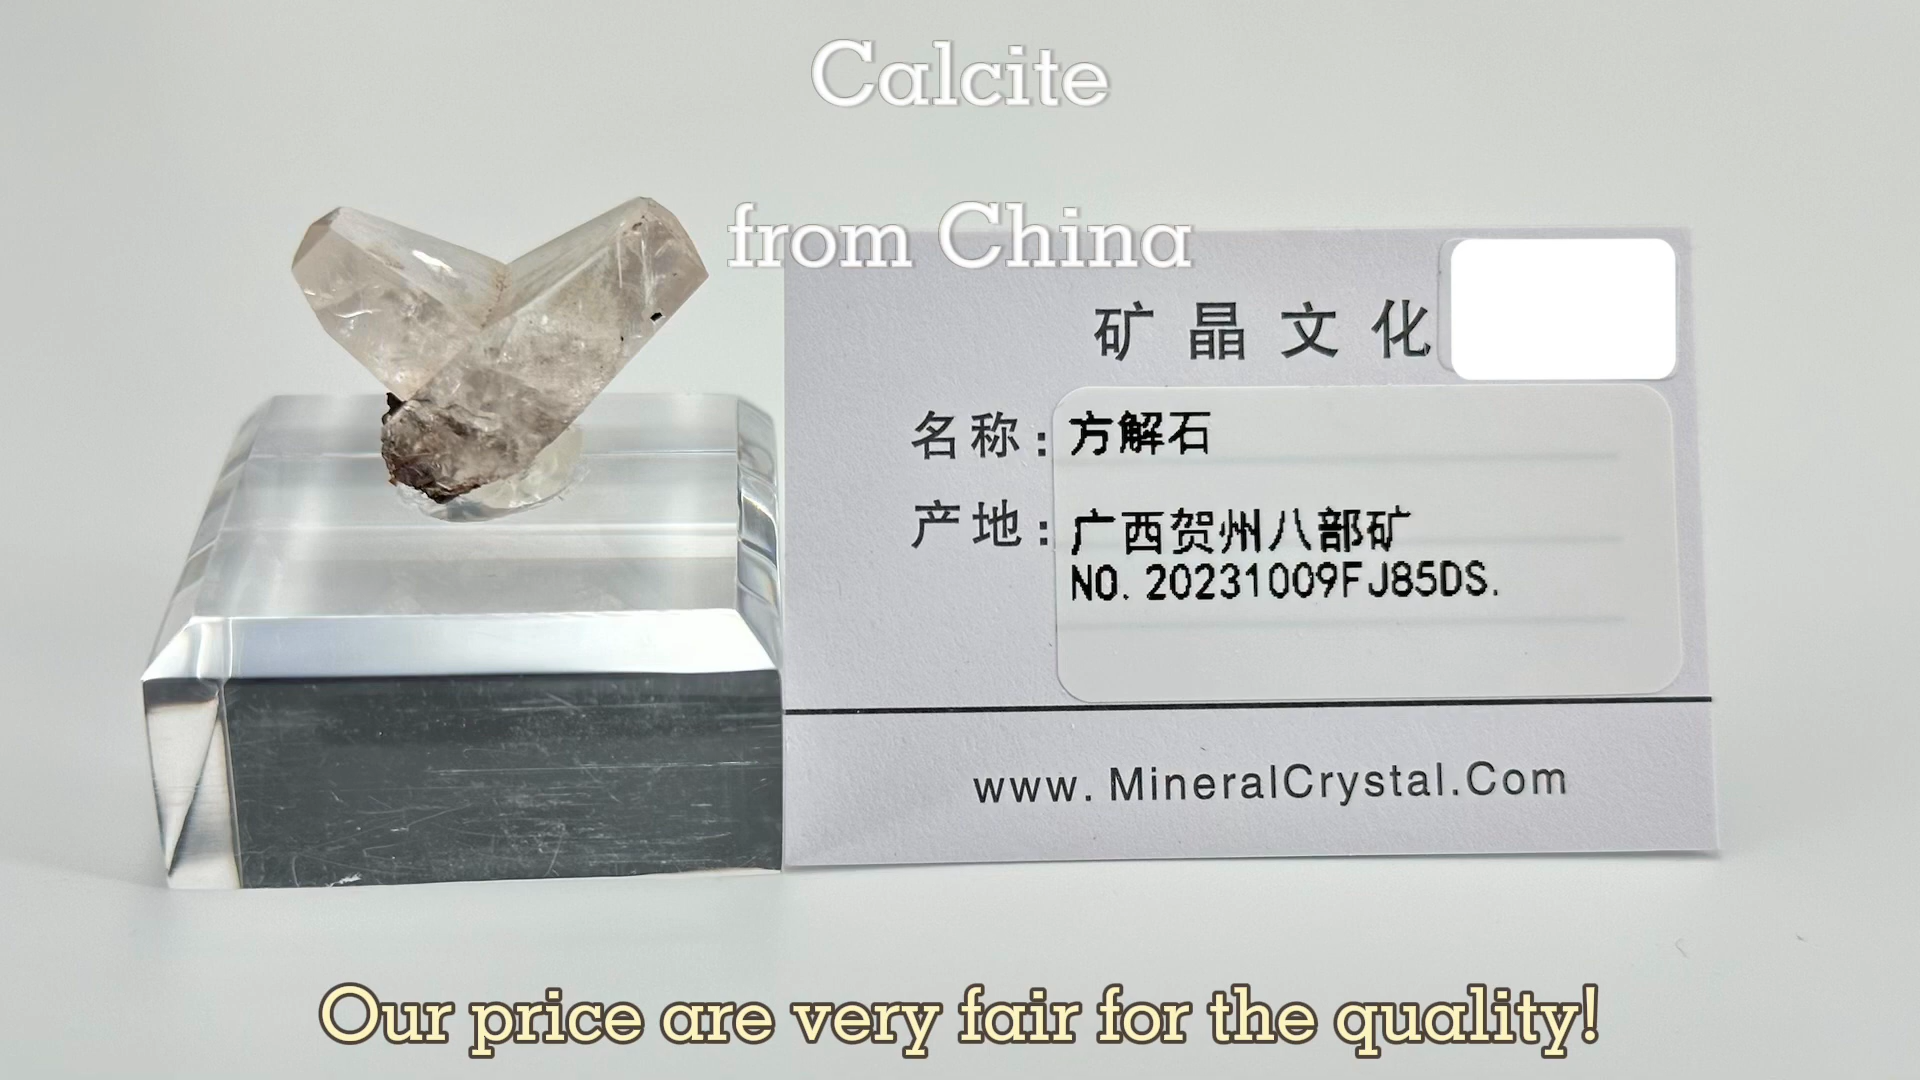 Calcite
from China
矿晶文化
名称：方解石
产地：广西贺州八部矿
NO. 20231009FJ85DS.
www.MineralCrystal.Com
Our price are very fair for the quality!